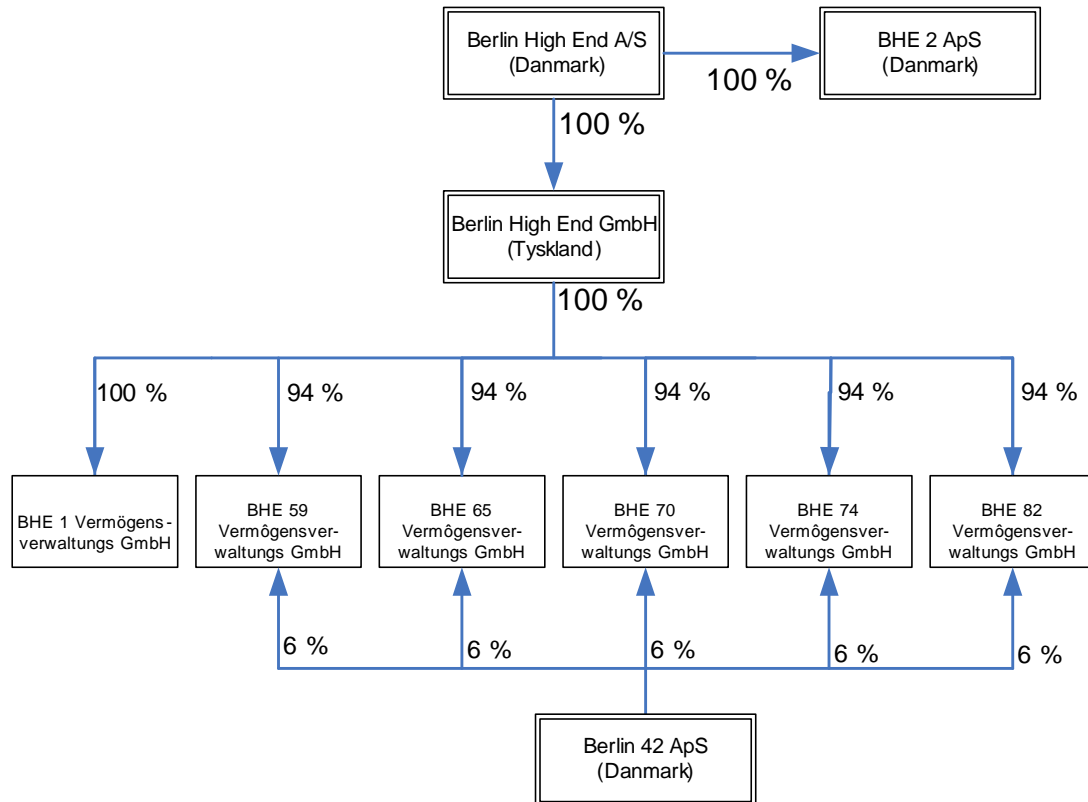 Berlin High End A/S
(Danmark)
BHE 2 ApS
(Danmark)
100 %
100 %
Berlin High End GmbH
(Tyskland)
100 %
100 %
94 %
94 %
94 %
94 %
94 %
BHE 1 Vermögens-
verwaltungs GmbH
BHE 59
Vermôgensver-
waltungs GmbH
BHE 65
Vermôgensver-
waltungs GmbH
BHE 70
Vermôgensver-
waltungs GmbH
BHE 74
Vermôgensver-
waltungs GmbH
BHE 82
Vermôgensver-
waltungs GmbH
6 %
6 %
6 %
6 %
6 %
Berlin 42 ApS
(Danmark)